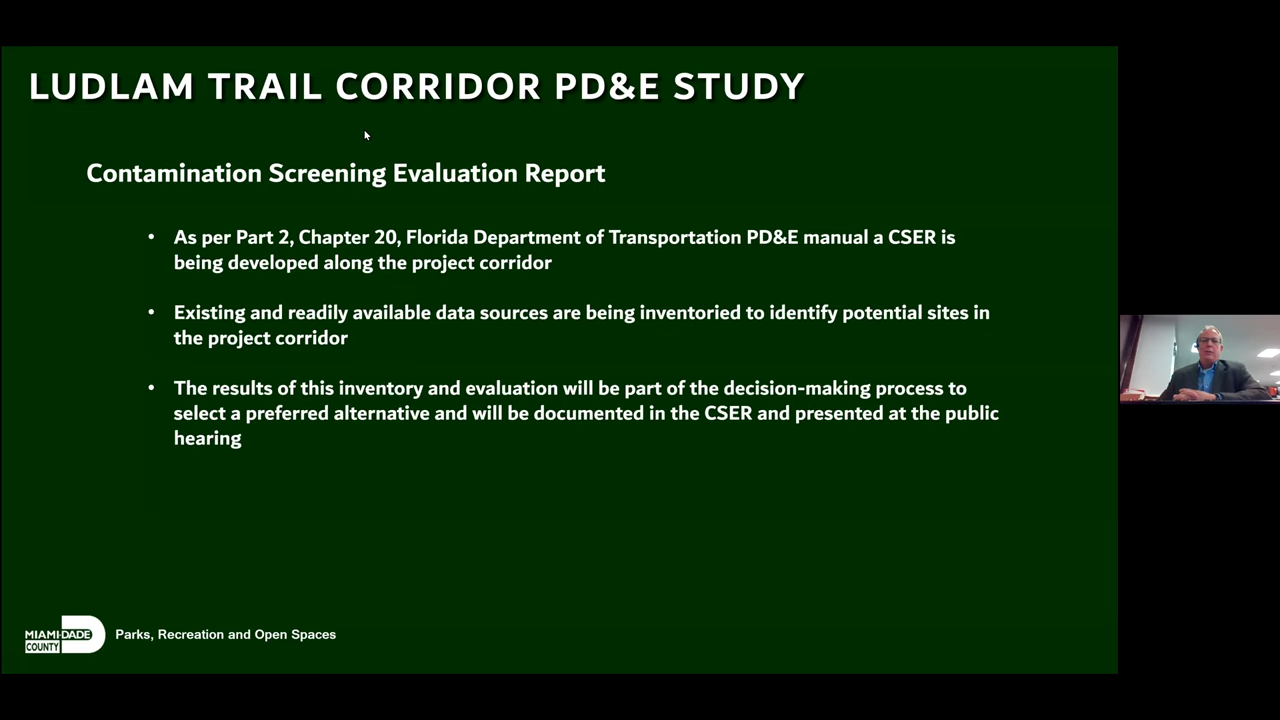 LUDLAM TRAIL CORRIDOR PD&E STUDY
Contamination Screening Evaluation Report
• As per Part 2, Chapter 20, Florida Department of Transportation PD&E manual a CSER is
being developed along the project corridor
• Existing and readily available data sources are being inventoried to identify potential sites in
the project corridor
• The results of this inventory and evaluation will be part of the decision-making process to
select a preferred alternative and will be documented in the CSER and presented at the public
hearing
MIAMI-DADE
COUNTY
Parks, Recreation and Open Spaces